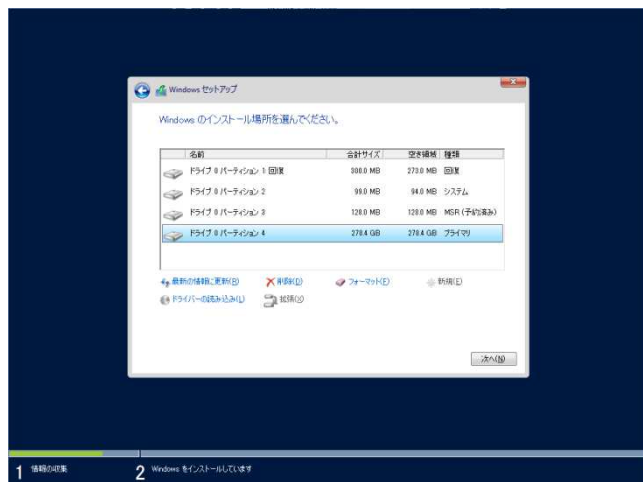 Windows セットアップ
Windows のインストール場所を選んでください。
名前 合計サイズ 空き領域 種類
ドライブ 0 パーティション 1: 回復 300.0 MB 273.0 MB 回復
ドライブ 0 パーティション 2 99.0 MB 94.0 MB システム
ドライブ 0 パーティション 3 128.0 MB 128.0 MB MSR (予約済み)
ドライブ 0 パーティション 4 278.4 GB 278.4 GB プライマリ
最新の情報に更新(R) 削除(D) フォーマット(F) 新規(E)
ドライバーの読み込み(L) 拡張(X)
次へ(N)
1 情報の収集 2 Windows をインストールしています